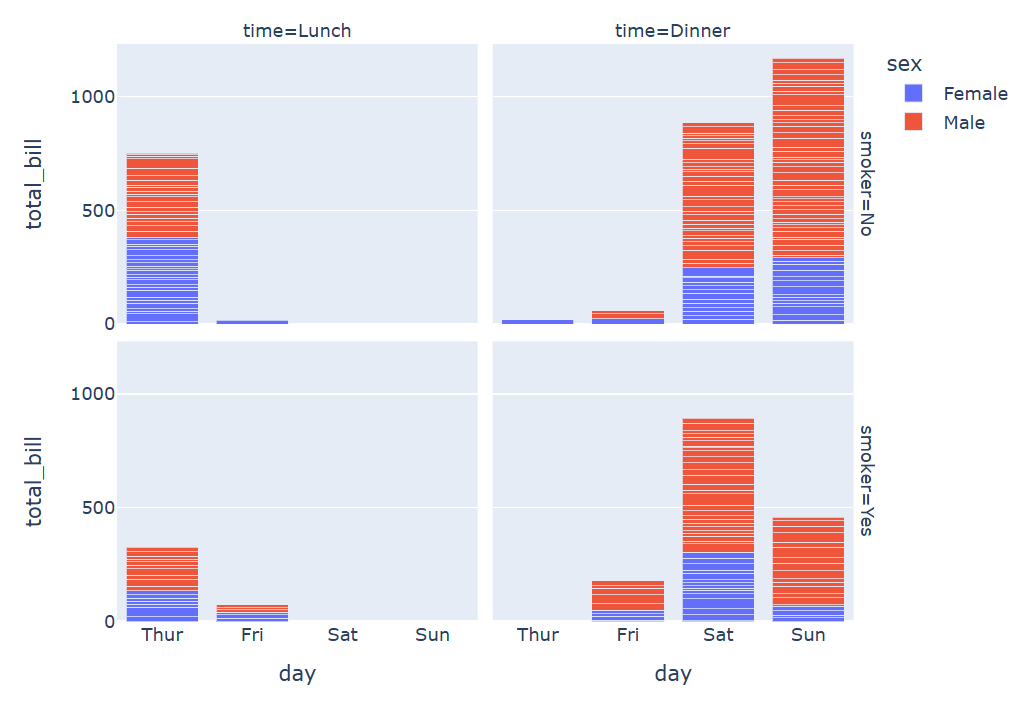 time=Lunch
time=Dinner
sex
Female
Male
total_bill
1000
500
0
smoker=No
total_bill
1000
500
0
smoker=Yes
Thur
Fri
Sat
Sun
Thur
Fri
Sat
Sun
day
day